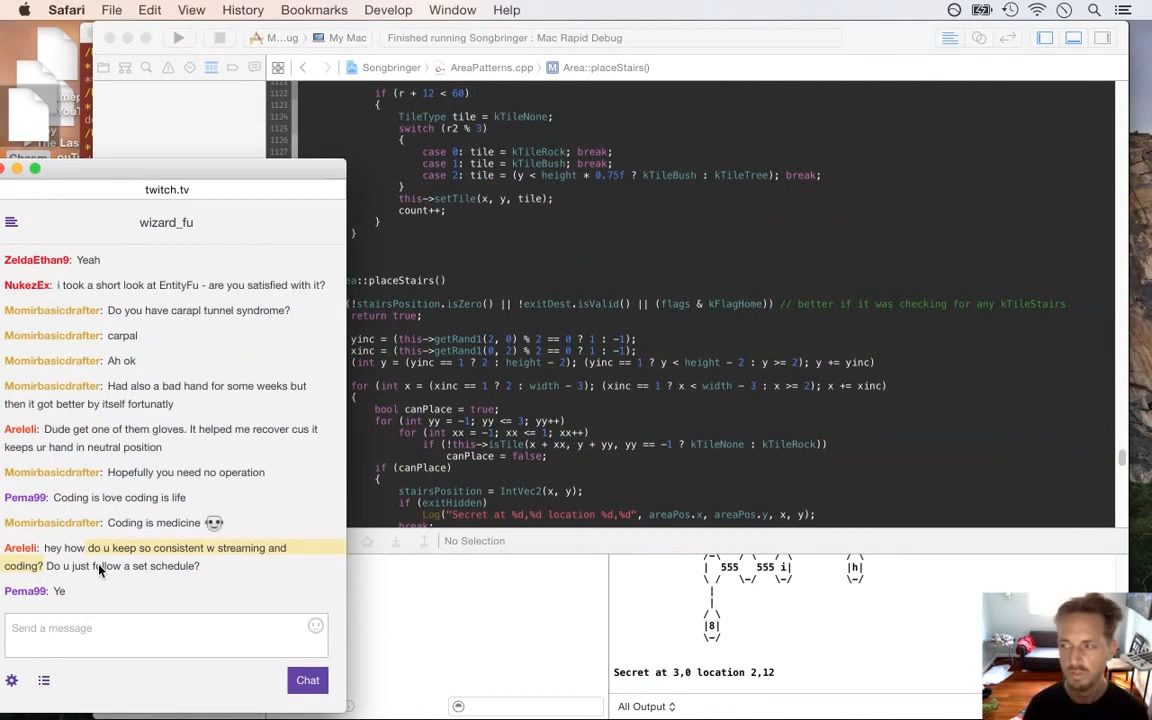 Safari File Edit View History Bookmarks Develop Window Help
My Mac
Finished running Songbringer : Mac Rapid Debug
Songbringer AreaPatterns.cpp M Area::placeStairs()
1122 if (r + 12 < 60)
1123 {
1124 TileType tile = kTileNone;
1125 switch (r2 % 3)
1126 {
1127 case 0: tile = kTileRock; break;
case 1: tile = kTileBush; break;
case 2: tile = (y < height * 0.75f ? kTileBush : kTileTree); break;
}
this->setTile(x, y, tile);
count++;
}
}
ea::placeStairs()
(!stairsPosition.isZero() || !exitDest.isValid() || (flags & kFlagHome)) // better if it was checking for any kTileStairs
return true;
yinc = (this->getRand1(2, 0) % 2 == 0 ? 1 : -1);
xinc = (this->getRand1(0, 2) % 2 == 0 ? 1 : -1);
(int y = (yinc == 1 ? 2 : height - 2); (yinc == 1 ? y < height - 2 : y >= 2); y += yinc)
for (int x = (xinc == 1 ? 2 : width - 3); (xinc == 1 ? x < width - 3 : x >= 2); x += xinc)
{
bool canPlace = true;
for (int yy = -1; yy <= 3; yy++)
for (int xx = -1; xx <= 1; xx++)
if (!this->isTile(x + xx, y + yy, yy == -1 ? kTileNone : kTileRock))
canPlace = false;
if (canPlace)
{
stairsPosition = IntVec2(x, y);
if (exitHidden)
Log("Secret at %d,%d location %d,%d", areaPos.x, areaPos.y, x, y);
break;
No Selection
/-\ / \-/ / \-/ /-\
| 555 555 i| |h|
\ / \-/ \-/ \-/
|
|
/ \
|8|
\-/
Secret at 3,0 location 2,12
All Output
twitch.tv
wizard_fu
ZeldaEthan9: Yeah
NukezEx: i took a short look at EntityFu - are you satisfied with it?
Momirbasicdrafter: Do you have carapl tunnel syndrome?
Momirbasicdrafter: carpal
Momirbasicdrafter: Ah ok
Momirbasicdrafter: Had also a bad hand for some weeks but
then it got better by itself fortunatly
Areleli: Dude get one of them gloves. It helped me recover cus it
keeps ur hand in neutral position
Momirbasicdrafter: Hopefully you need no operation
Pema99: Coding is love coding is life
Momirbasicdrafter: Coding is medicine
Areleli: hey how do u keep so consistent w streaming and
coding? Do u just follow a set schedule?
Pema99: Ye
Send a message
Chat